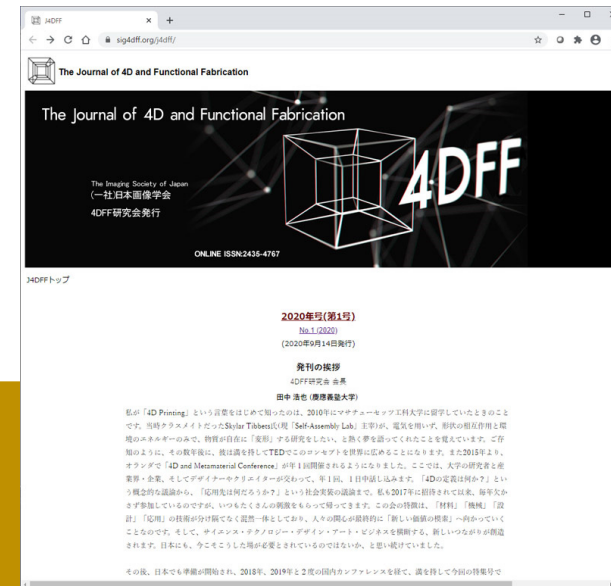 J4DFF
sig4dff.org/j4dff/
The Journal of 4D and Functional Fabrication
The Journal of 4D and Functional Fabrication
4DFF
The Imaging Society of Japan
(一社)日本画像学会
4DFF研究会発行
ONLINE ISSN:2435-4767
J4DFFトップ
2020年号(第1号)
No.1 (2020)
(2020年9月14日発行)
発刊の挨拶
4DFF研究会 会長
田中 浩也 (慶應義塾大学)
私が「4D Printing」という言葉をはじめて知ったのは、2010年にマサチューセッツ工科大学に留学していたときのこと
です。当時クラスメイトだったSkylar Tibbets氏(現「Self-Assembly Lab」主宰)が、電気を用いず、形状の相互作用と環
境のエネルギーのみで、物質が自在に「変形」する研究をしたい、と熱く夢を語ってくれたことを覚えています。ご存
知のように、その数年後に、彼は満を持してTEDでこのコンセプトを世界に広めることになります。また2015年より、
オランダで「4D and Metamaterial Conference」が年1回開催されるようになりました。ここでは、大学の研究者と産
業界・企業、そしてデザイナーやクリエイターが交わって、年1回、1日中話し込みます。「4Dの定義は何か?」とい
う概念的な議論から、「応用先は何だろうか?」という社会実装の議論まで。私も2017年に招待されて以来、毎年欠か
さず参加しているのですが、いつもたくさんの刺激をもらって帰ってきます。この会の特徴は、「材料」「機械」「設
計」「応用」の技術が分け隔てなく混然一体としており、人々の関心が最終的に「新しい価値の模索」へ向かっていく
ことなのです。そして、サイエンス・テクノロジー・デザイン・アート・ビジネスを横断する、新しいつながりが創造
されます。日本にも、今こそこうした場が必要とされているのではないか、と思い続けていました。
その後、日本でも準備が開始され、2018年、2019年と2度の国内カンファレンスを経て、満を持して今回の特集号で